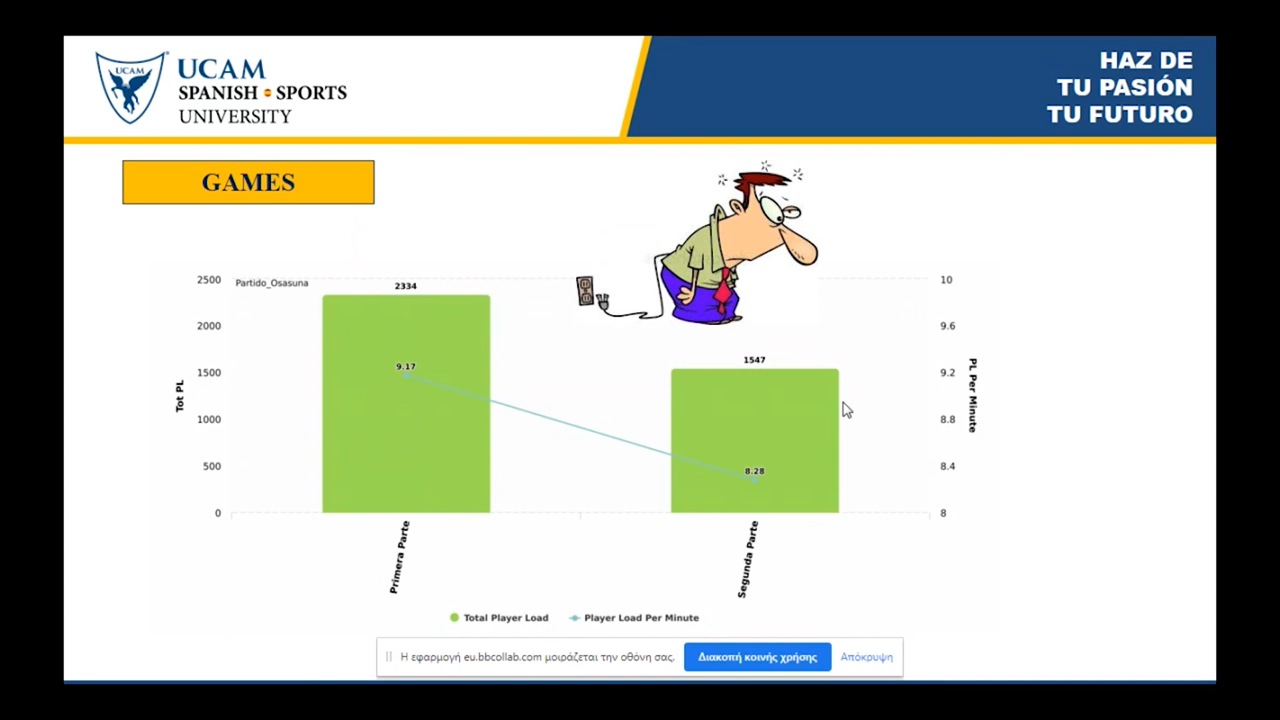 UCAM
UCAM
SPANISH SPORTS
UNIVERSITY
HAZ DE
TU PASIÓN
TU FUTURO
GAMES
Partido_Osasuna
2500
2000
1500
1000
500
0
Tot PL
2334
9.17
1547
8.28
10
9.6
9.2
8.8
8.4
8
PL Per Minute
Primera Parte
Segunda Parte
Total Player Load
Player Load Per Minute
Η εφαρμογή eu.bbcollab.com μοιράζεται την οθόνη σας.
Διακοπή κοινής χρήσης
Απόκρυψη